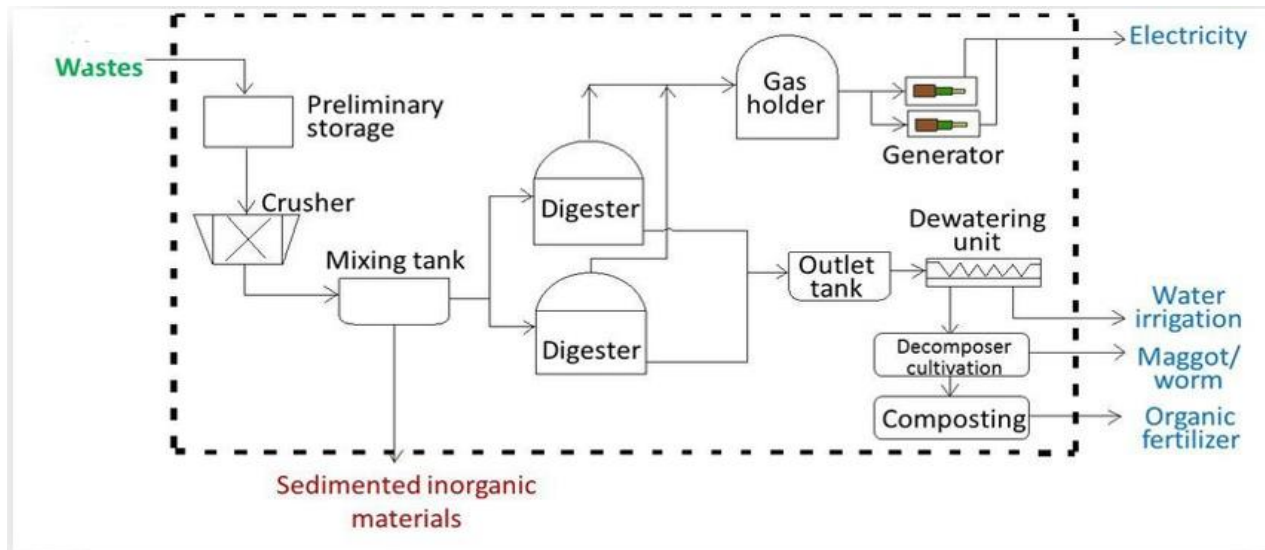 Wastes
Preliminary
storage
Crusher
Mixing tank
Digester
Digester
Gas
holder
Generator
Electricity
Outlet
tank
Dewatering
unit
Water
irrigation
Decomposer
cultivation
Maggot/
worm
Composting
Organic
fertilizer
Sedimented inorganic
materials